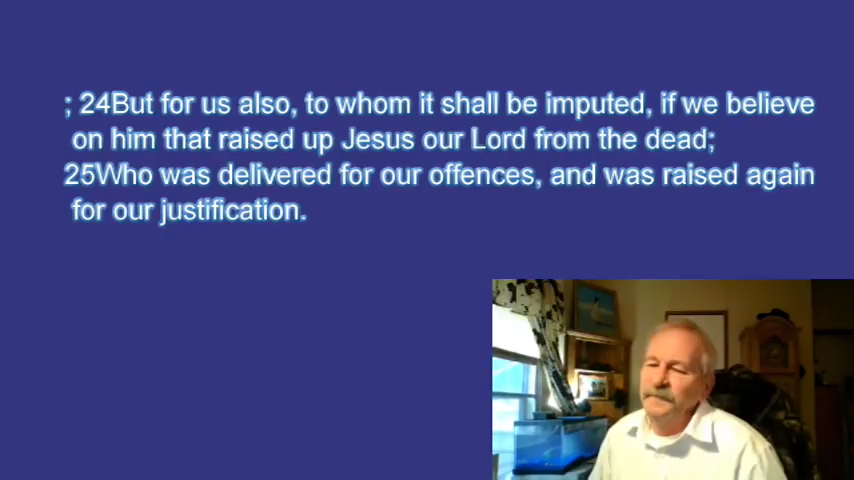 ; 24But for us also, to whom it shall be imputed, if we believe
on him that raised up Jesus our Lord from the dead;
25Who was delivered for our offences, and was raised again
for our justification.